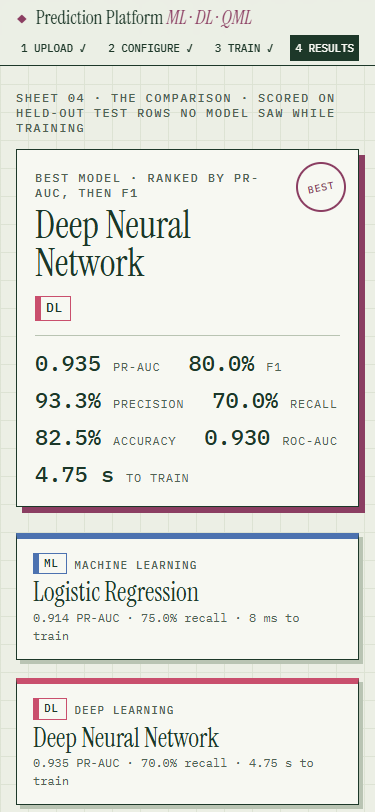 ◆ Prediction Platform ML·DL·QML
1 UPLOAD ✓ 2 CONFIGURE ✓ 3 TRAIN ✓ 4 RESULTS
SHEET 04 · THE COMPARISON · SCORED ON
HELD-OUT TEST ROWS NO MODEL SAW WHILE
TRAINING
BEST MODEL · RANKED BY PR-
AUC, THEN F1
BEST
Deep Neural
Network
DL
0.935 PR-AUC 80.0% F1
93.3% PRECISION 70.0% RECALL
82.5% ACCURACY 0.930 ROC-AUC
4.75 s TO TRAIN
ML MACHINE LEARNING
Logistic Regression
0.914 PR-AUC · 75.0% recall · 8 ms to
train
DL DEEP LEARNING
Deep Neural Network
0.935 PR-AUC · 70.0% recall · 4.75 s to
train